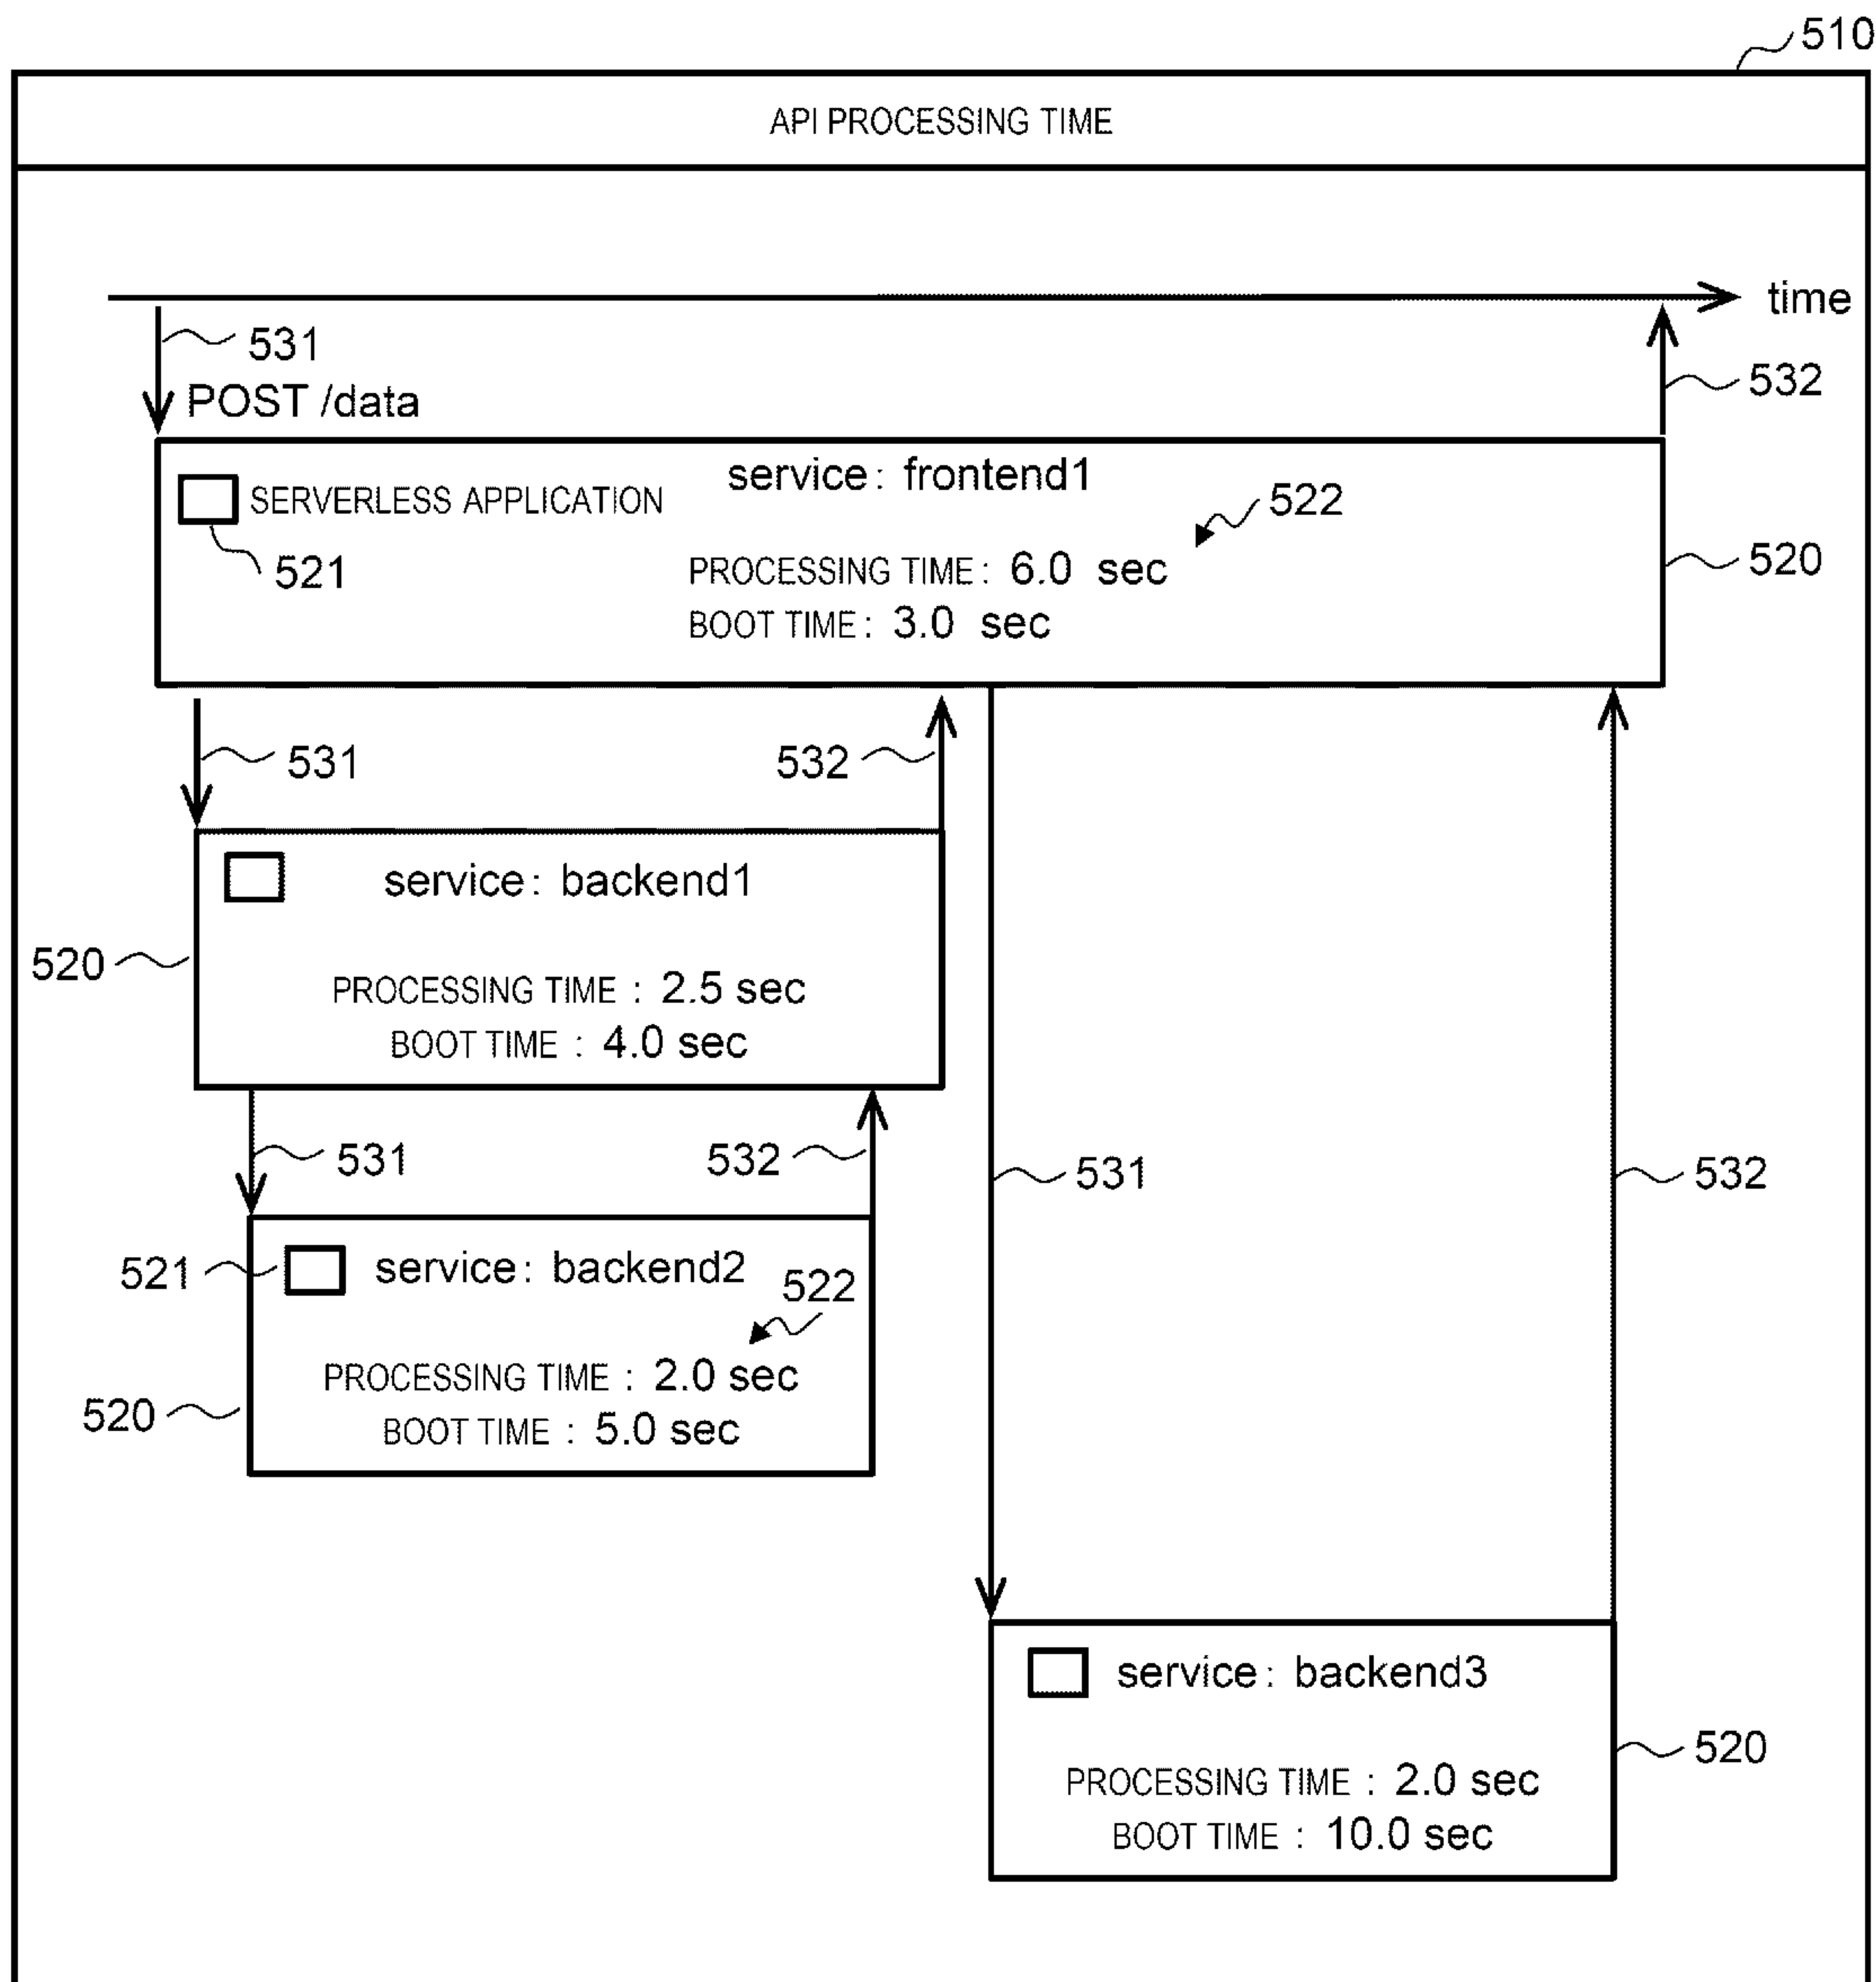 510
API PROCESSING TIME
time
531
532
POST /data
service: frontend1
SERVERLESS APPLICATION
522
521
520
PROCESSING TIME: 6.0 sec
BOOT TIME: 3.0 sec
531
532
service: backend1
520
PROCESSING TIME : 2.5 sec
BOOT TIME : 4.0 sec
531
532
531
532
521
service: backend2
522
PROCESSING TIME : 2.0 sec
520
BOOT TIME : 5.0 sec
service: backend3
520
PROCESSING TIME : 2.0 sec
BOOT TIME : 10.0 sec